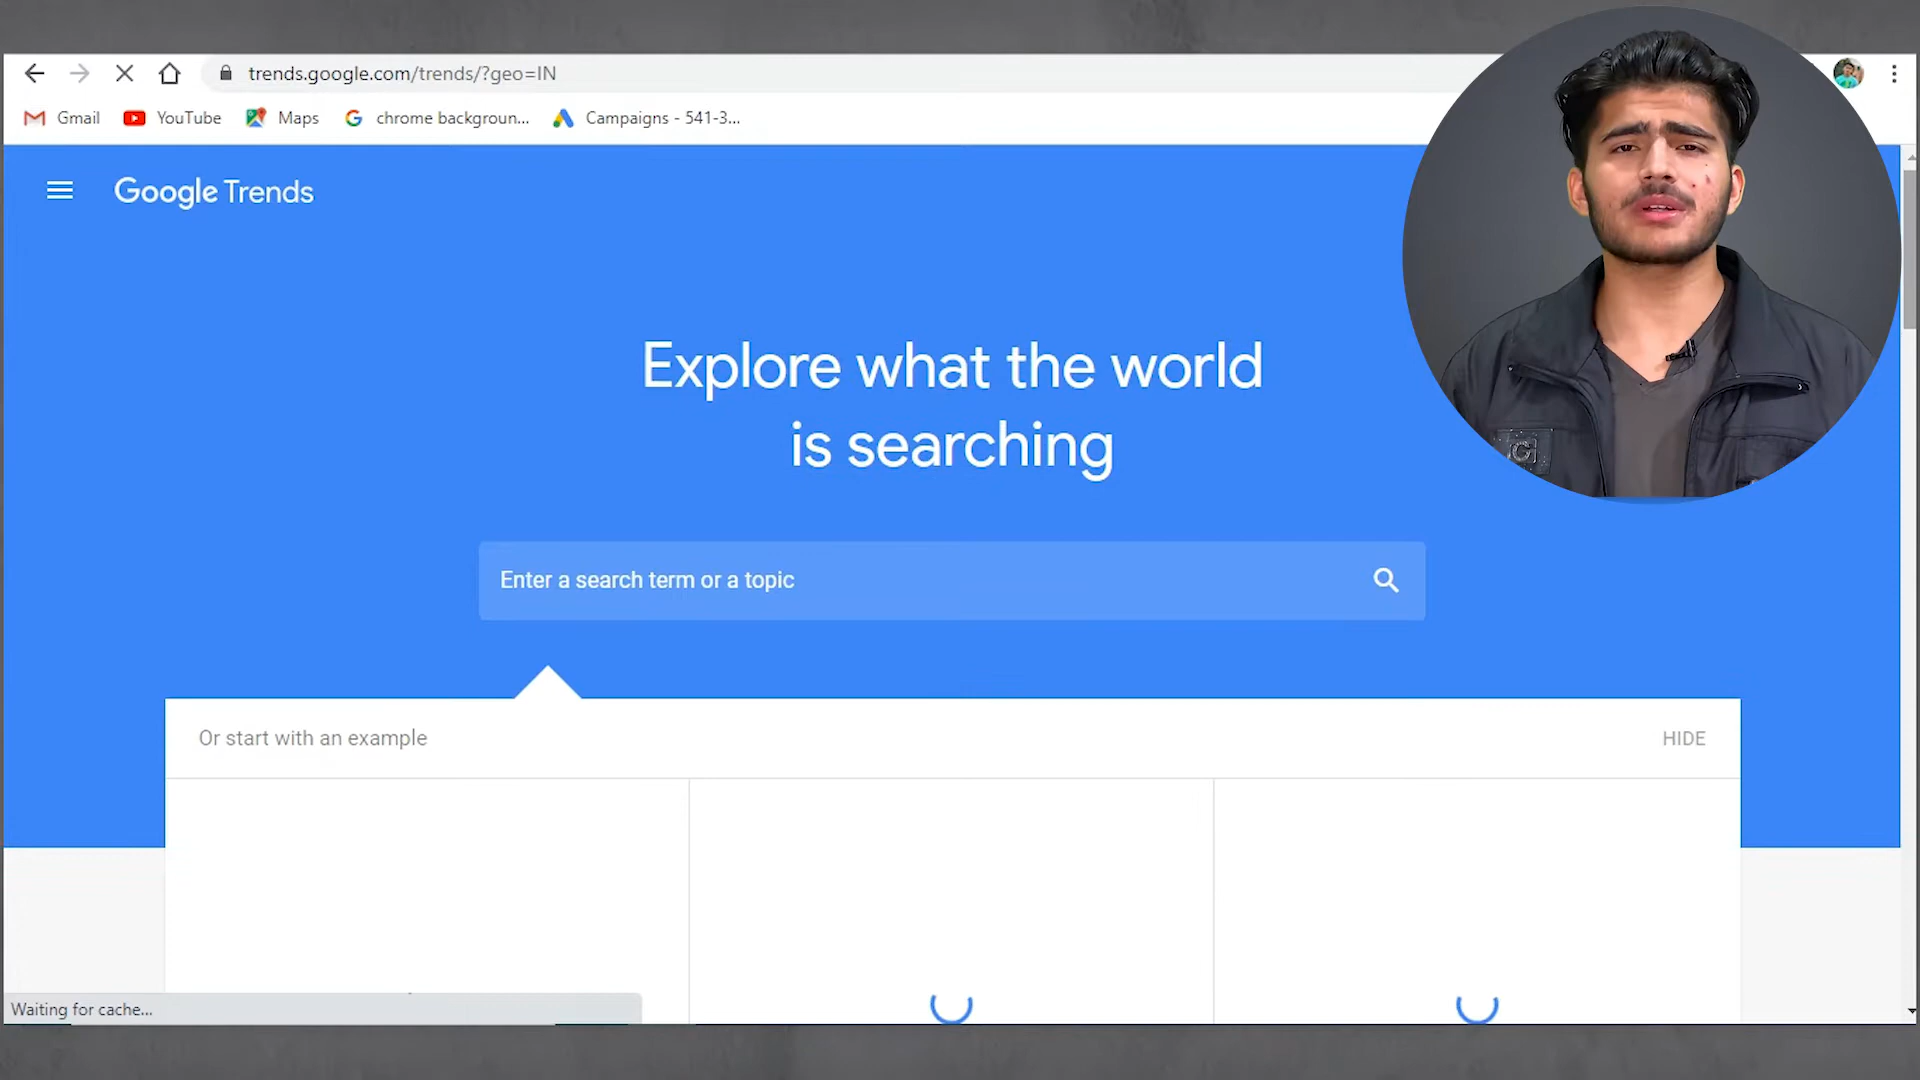 trends.google.com/trends/?geo=IN
Gmail YouTube Maps chrome backgroun... Campaigns - 541-3...
Google Trends
Explore what the world
is searching
Enter a search term or a topic
Or start with an example HIDE
Waiting for cache...
G